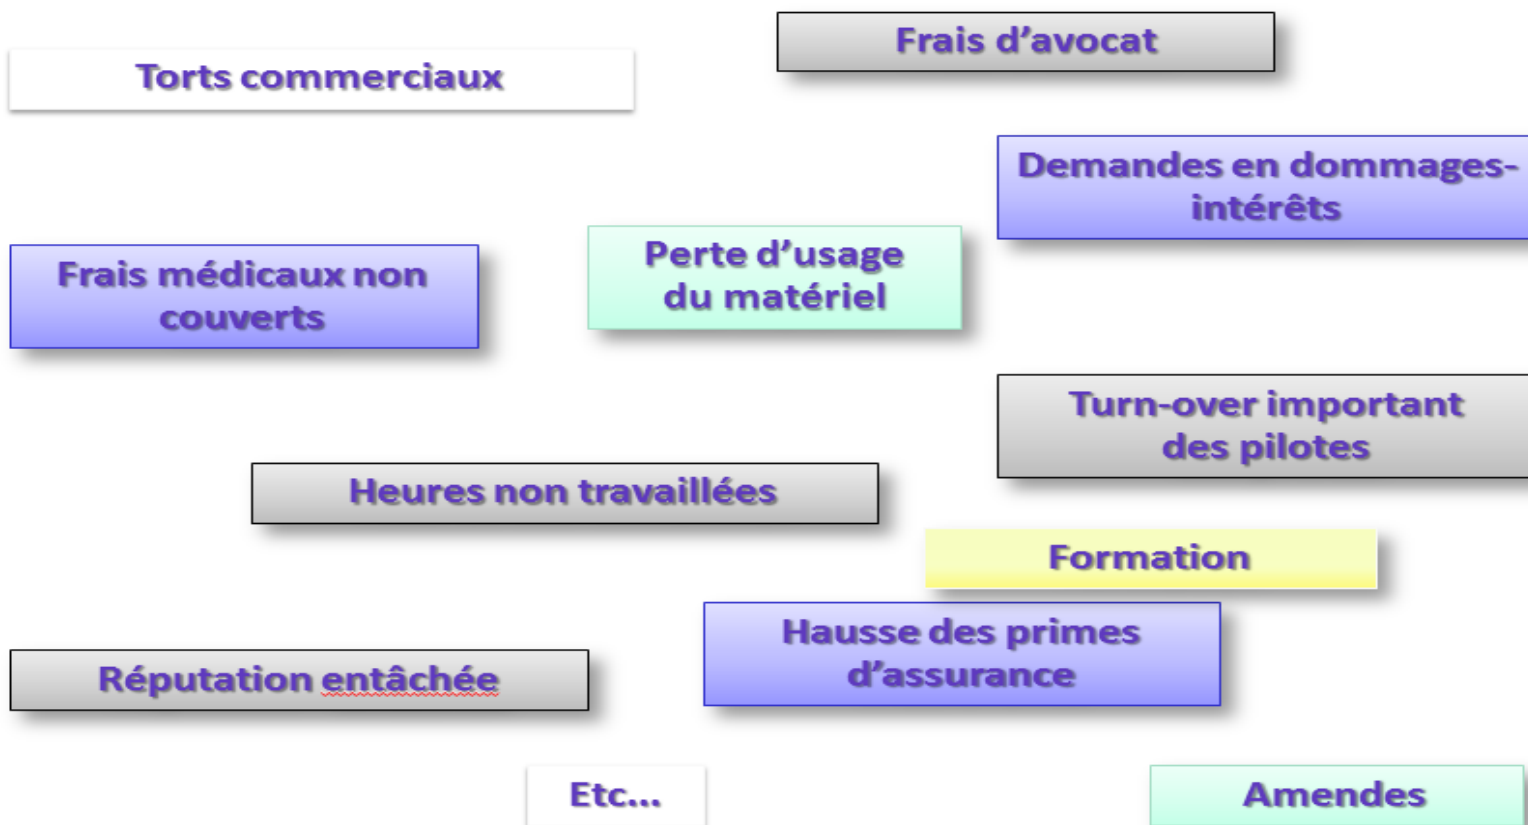 Frais d’avocat
Torts commerciaux
Demandes en dommages-
intérêts
Perte d’usage
du matériel
Frais médicaux non
couverts
Turn-over important
des pilotes
Heures non travaillées
Formation
Hausse des primes
d’assurance
Réputation entâchée
Etc...
Amendes